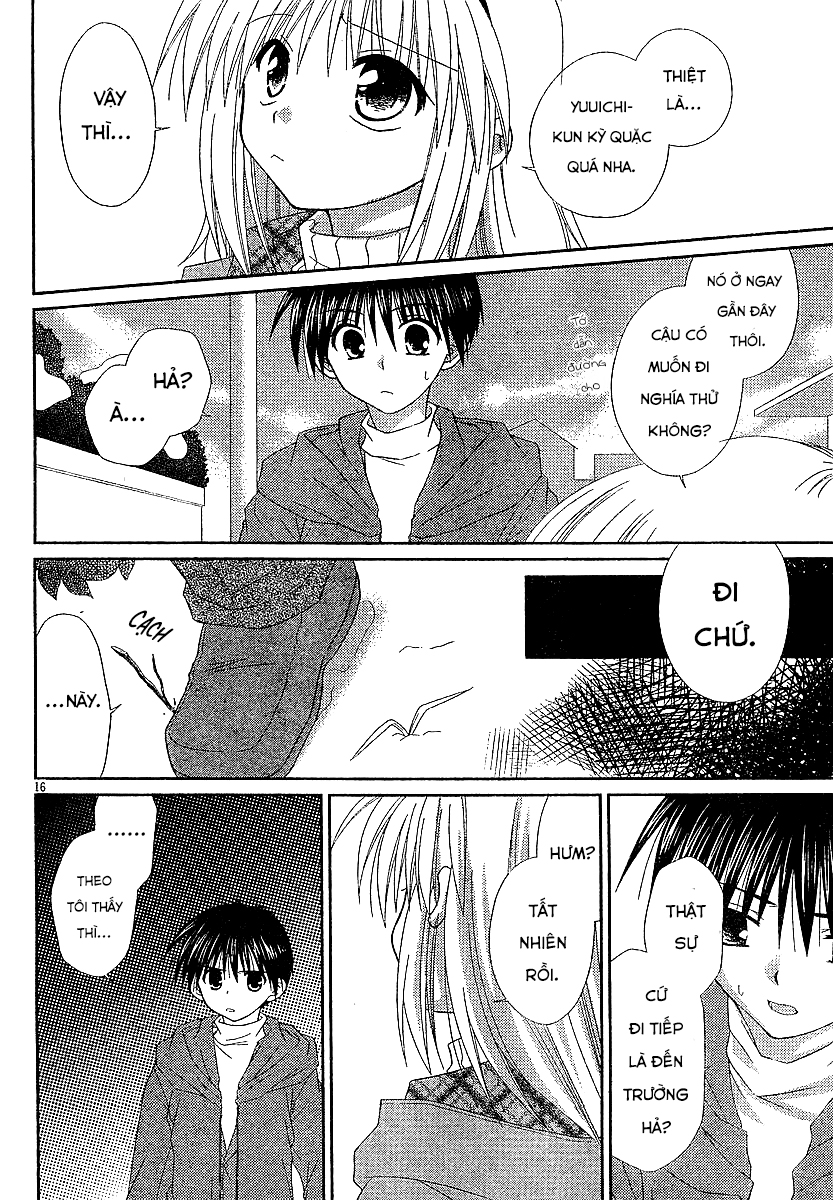 THIỆT
LÀ...
YUUICHI-
KUN KỲ QUẶC
QUÁ NHA.
VẬY
THÌ...
NÓ Ở NGAY
GẦN ĐÂY
THÔI.
CẬU CÓ
MUỐN ĐI
NGHÍA THỬ
KHÔNG?
Tớ
dẫn
đường
cho
HẢ?
À...
ĐI
CHỨ.
CẠCH
...NÀY.
16
THẬT
SỰ
CỨ
ĐI TIẾP
LÀ ĐẾN
TRƯỜNG
HẢ?
HƯM?
TẤT
NHIÊN
RỒI.
......
THEO
TÔI THẤY
THÌ...